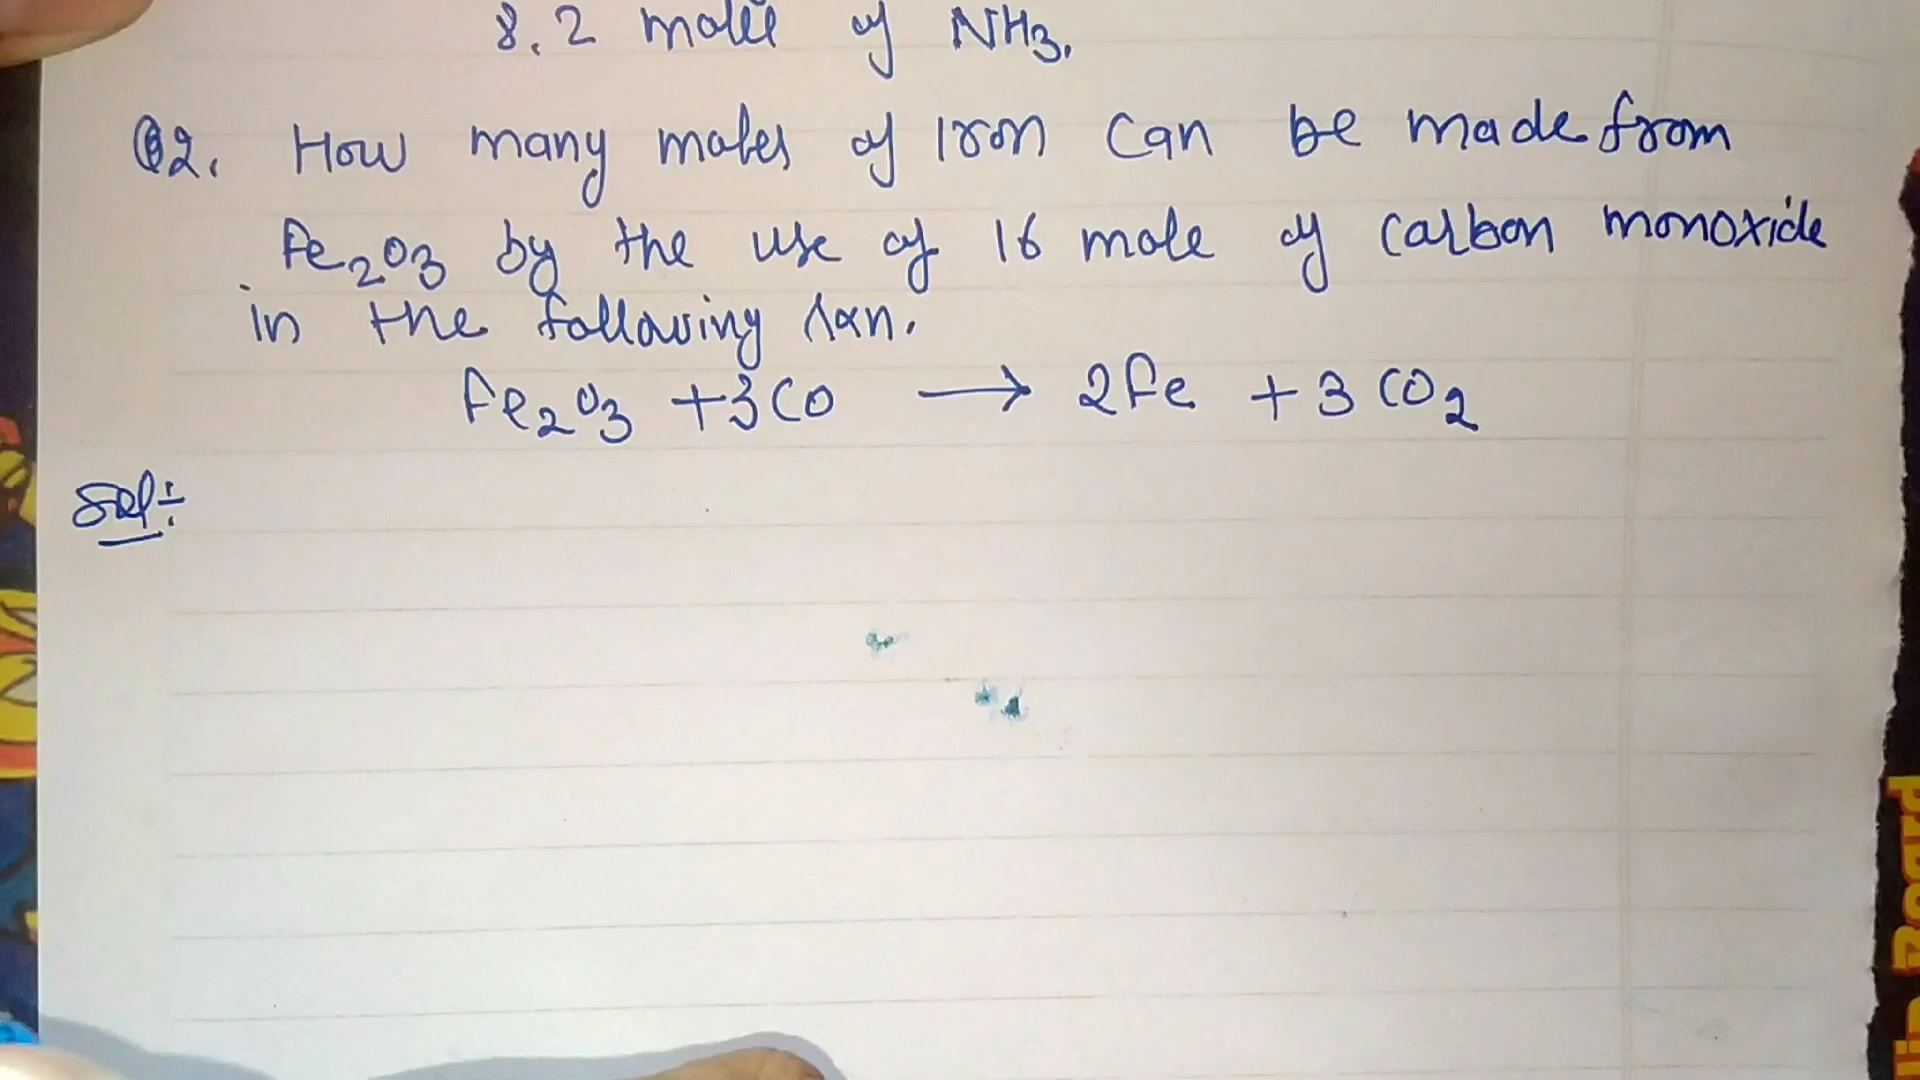 8.2 moles of NH3.
Q2. How many moles of Iron can be made from
Fe2O3 by the use of 16 mole of carbon monoxide
in the following rxn.
Fe2O3 + 3CO → 2Fe + 3CO2
Sol:-